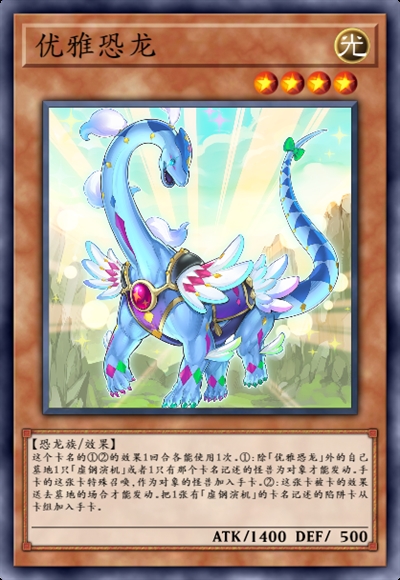 优雅恐龙
光
【恐龙族/效果】
这个卡名的①②的效果1回合各能使用1次。①:除「优雅恐龙」外的自己
墓地1只「虚钢演机」或者1只有那个卡名记述的怪兽为对象才能发动。手
卡的这张卡特殊召唤,作为对象的怪兽加入手卡。②:这张卡被卡的效果
送去墓地的场合才能发动。把1张有「虚钢演机」的卡名记述的陷阱卡从
卡组加入手卡。
ATK/1400 DEF/ 500